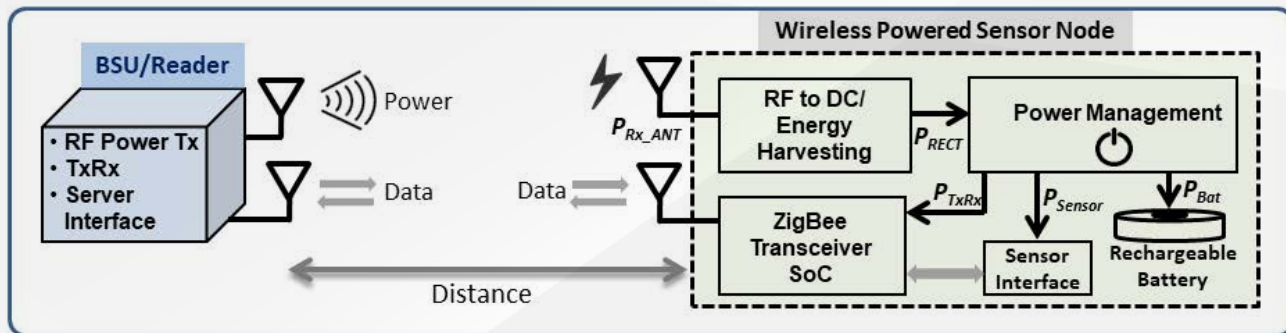 Wireless Powered Sensor Node
BSU/Reader
• RF Power Tx
• TxRx
• Server
Interface
Power
Data
Distance
Data
P_Rx_ANT
RF to DC/
Energy
Harvesting
P_RECT
Power Management
P_TxRx
P_Sensor
P_Bat
ZigBee
Transceiver
SoC
Sensor
Interface
Rechargeable
Battery